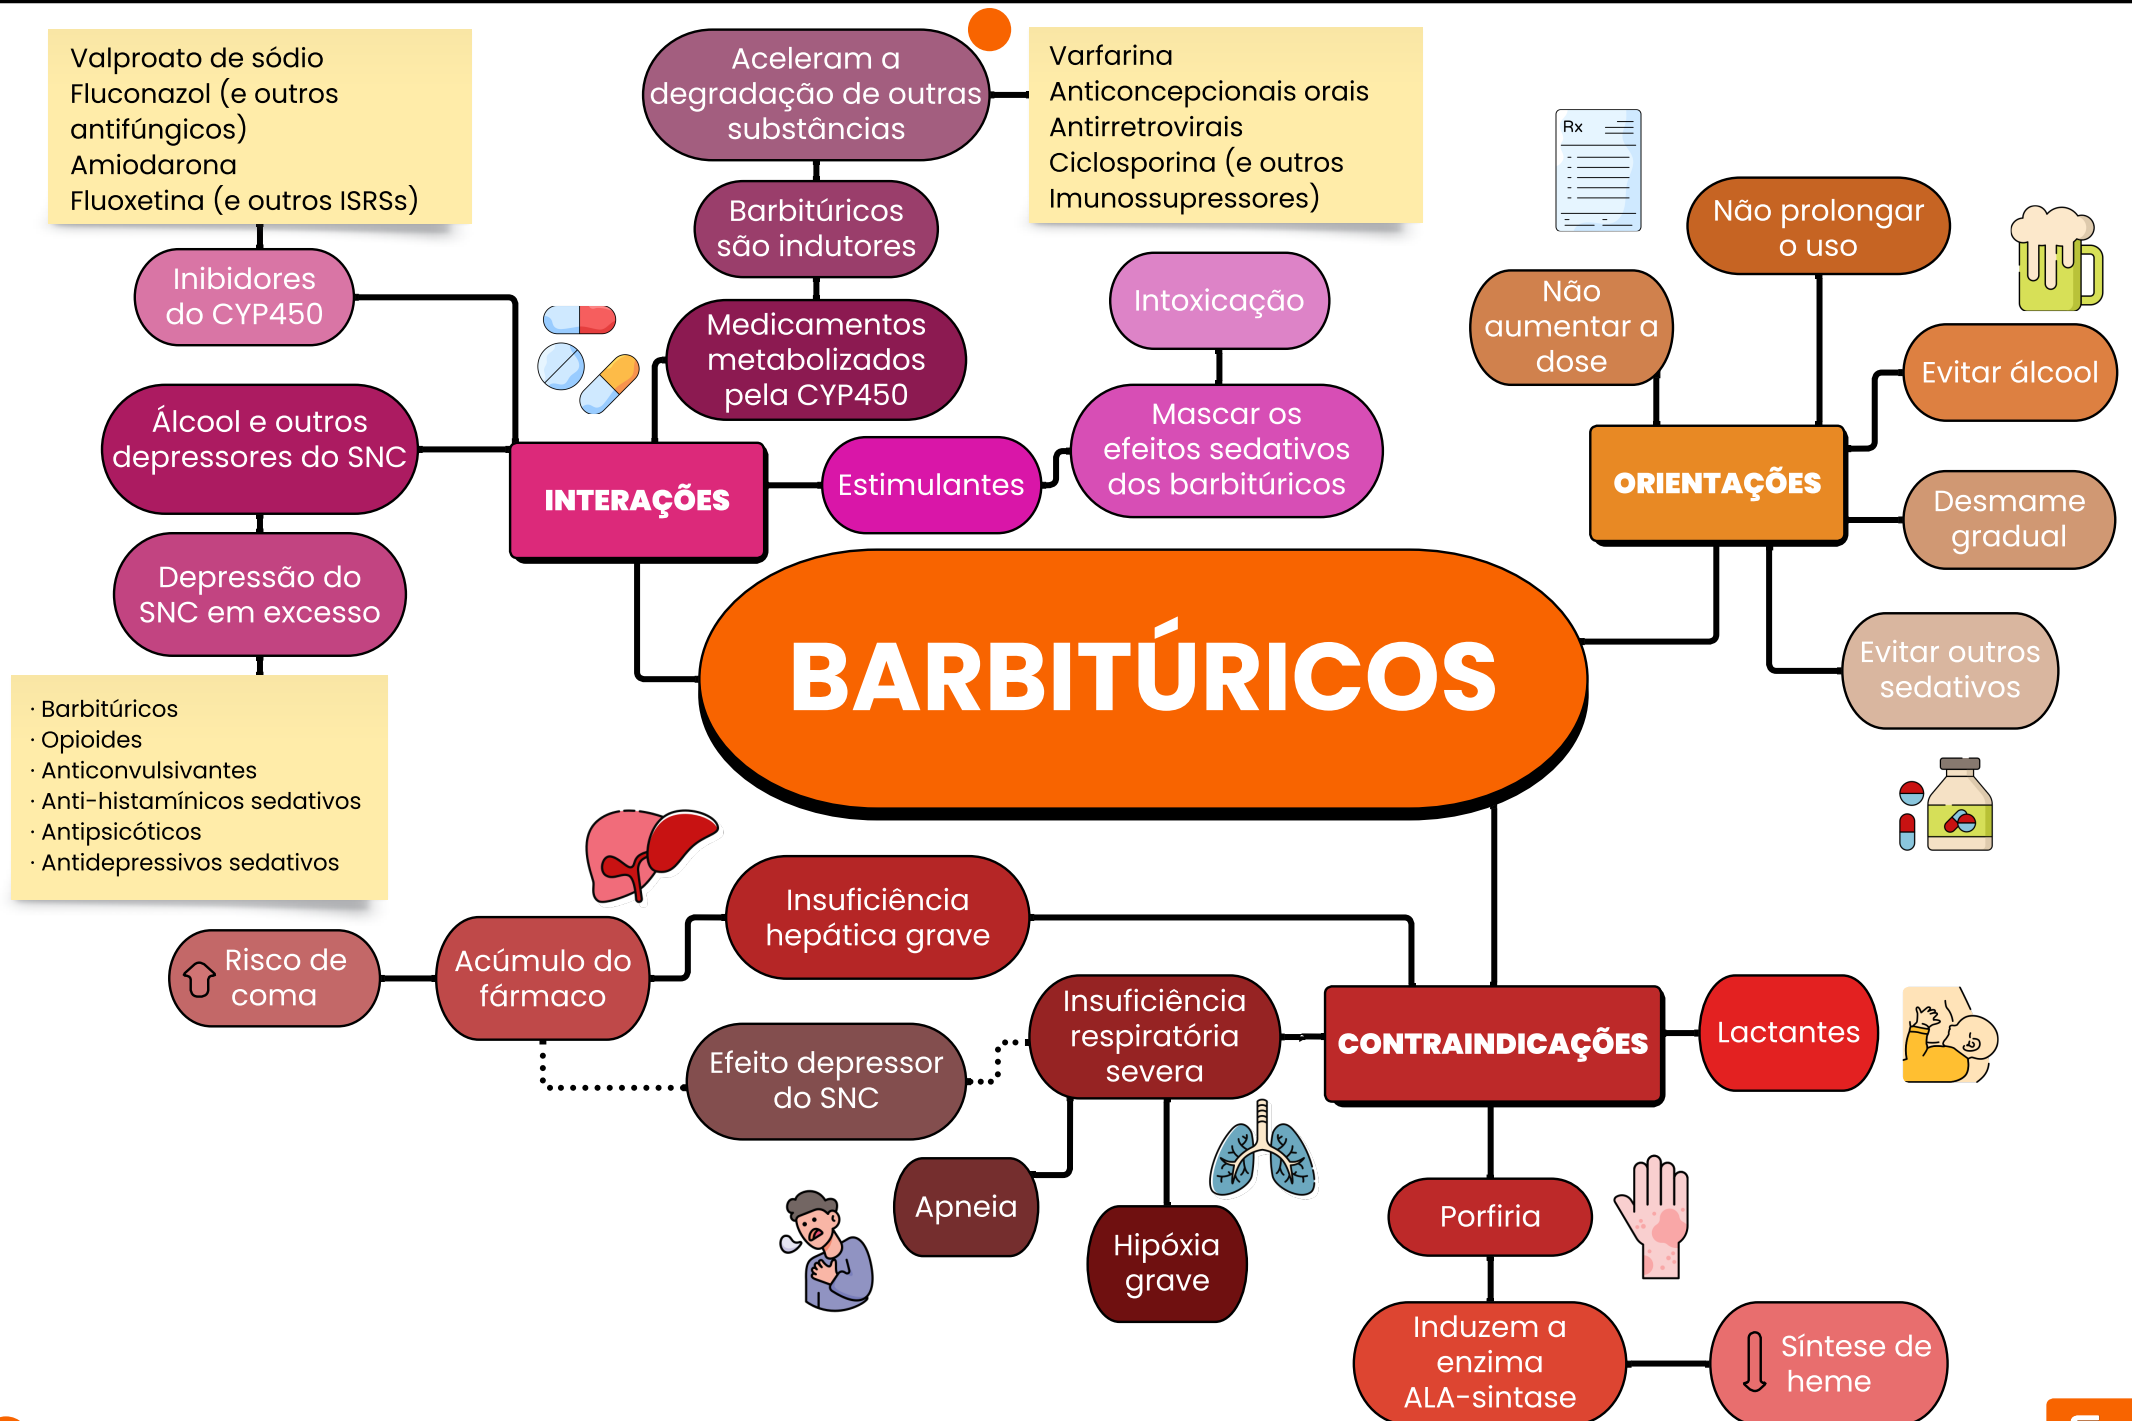 Valproato de sódio
Fluconazol (e outros
antifúngicos)
Amiodarona
Fluoxetina (e outros ISRSs)
Inibidores
do CYP450
Álcool e outros
depressores do SNC
Depressão do
SNC em excesso
· Barbitúricos
· Opioides
· Anticonvulsivantes
· Anti-histamínicos sedativos
· Antipsicóticos
· Antidepressivos sedativos
Aceleram a
degradação de outras
substâncias
Varfarina
Anticoncepcionais orais
Antirretrovirais
Ciclosporina (e outros
Imunossupressores)
Barbitúricos
são indutores
Medicamentos
metabolizados
pela CYP450
INTERAÇÕES
Estimulantes
Intoxicação
Mascar os
efeitos sedativos
dos barbitúricos
Rx
Não prolongar
o uso
Não
aumentar a
dose
Evitar álcool
ORIENTAÇÕES
Desmame
gradual
Evitar outros
sedativos
BARBITÚRICOS
Insuficiência
hepática grave
Acúmulo do
fármaco
Risco de
coma
Efeito depressor
do SNC
Insuficiência
respiratória
severa
CONTRAINDICAÇÕES
Lactantes
Apneia
Hipóxia
grave
Porfiria
Induzem a
enzima
ALA-sintase
Síntese de
heme